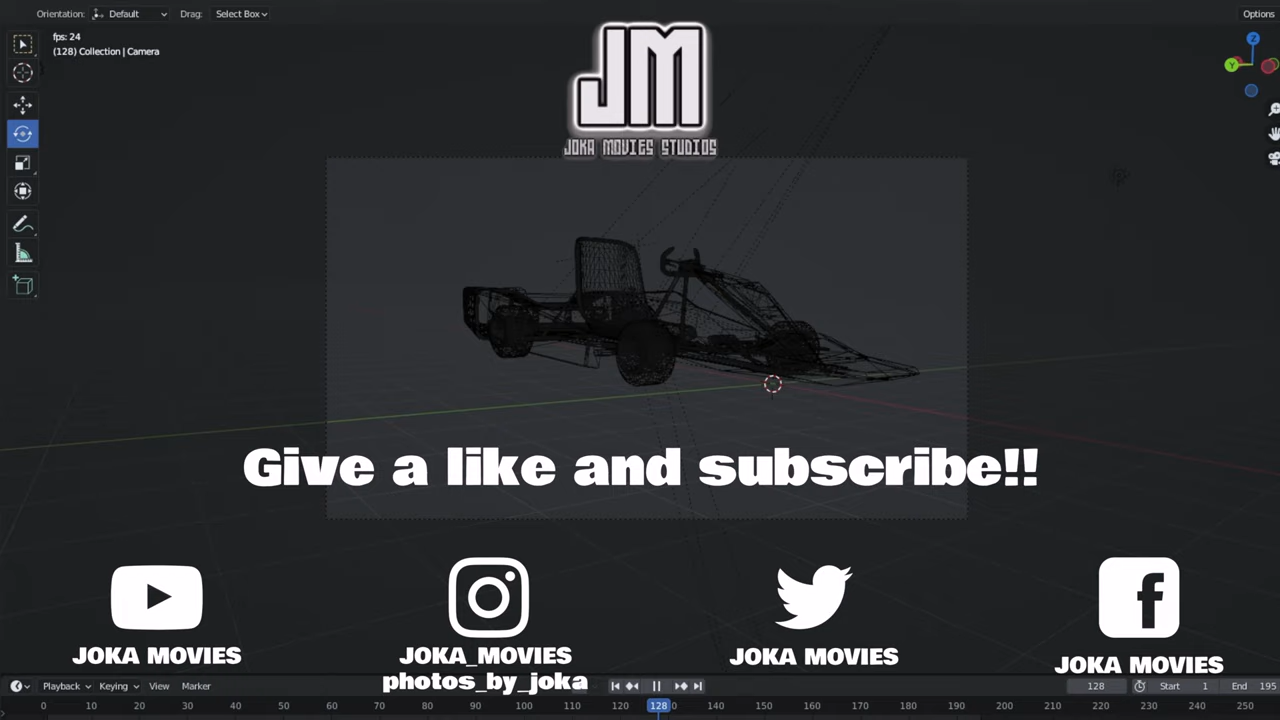 Orientation: Default Drag: Select Box Options
fps: 24
(128) Collection | Camera
Z
Y
JM
JOKA MOVIES STUDIOS
Give a like and subscribe!!
JOKA MOVIES
JOKA_MOVIES
photos_by_joka
JOKA MOVIES
f
JOKA MOVIES
Playback Keying View Marker 128 Start 1 End 195
0 10 20 30 40 50 60 70 80 90 100 110 120 128 0 140 150 160 170 180 190 200 210 220 230 240 250